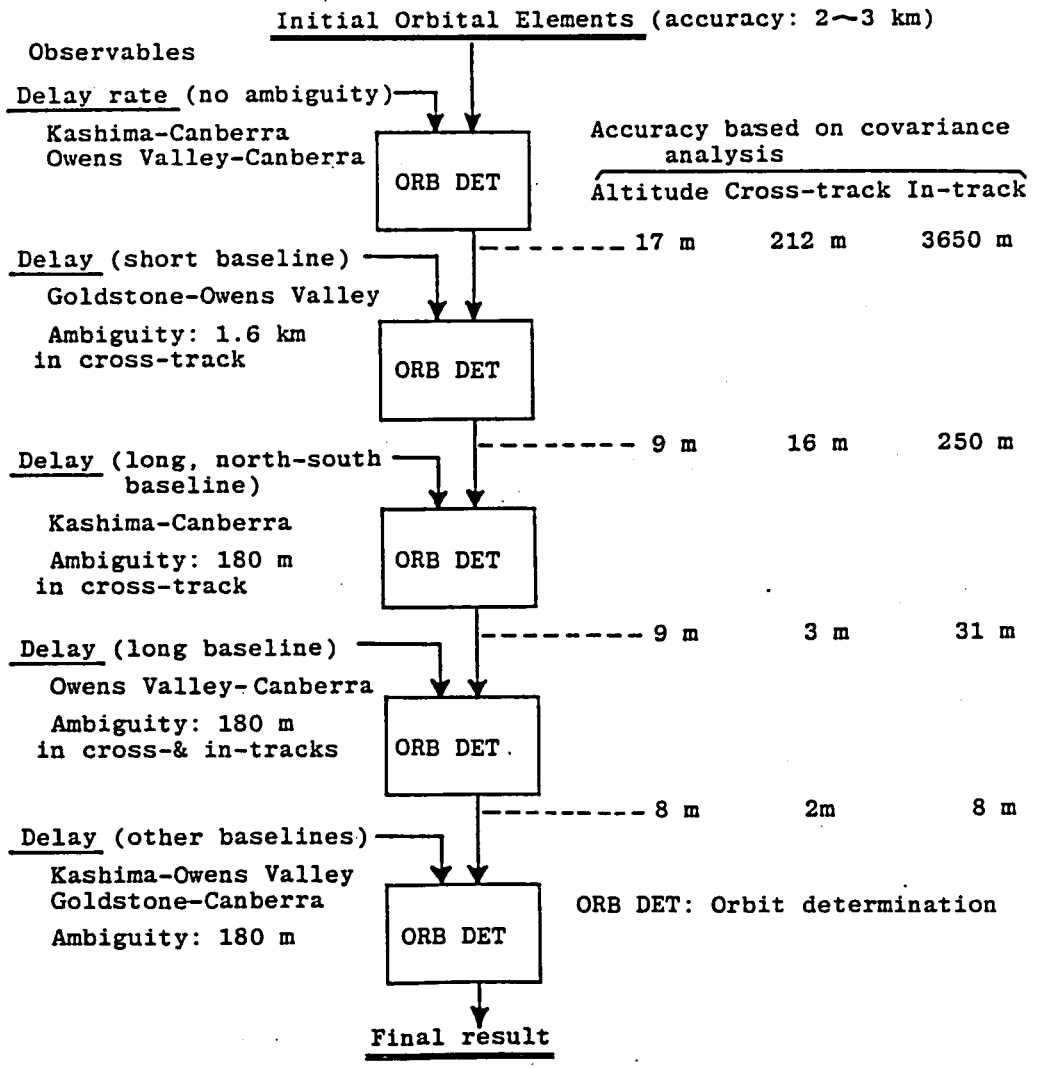 Initial Orbital Elements (accuracy: 2~3 km)
Observables
Delay rate (no ambiguity)
Kashima-Canberra
Owens Valley-Canberra
ORB DET
Accuracy based on covariance
analysis
Altitude Cross-track In-track
17 m 212 m 3650 m
Delay (short baseline)
Goldstone-Owens Valley
Ambiguity: 1.6 km
in cross-track
ORB DET
9 m 16 m 250 m
Delay (long, north-south
baseline)
Kashima-Canberra
Ambiguity: 180 m
in cross-track
ORB DET
9 m 3 m 31 m
Delay (long baseline)
Owens Valley-Canberra
Ambiguity: 180 m
in cross-& in-tracks
ORB DET
8 m 2m 8 m
Delay (other baselines)
Kashima-Owens Valley
Goldstone-Canberra
Ambiguity: 180 m
ORB DET
ORB DET: Orbit determination
Final result